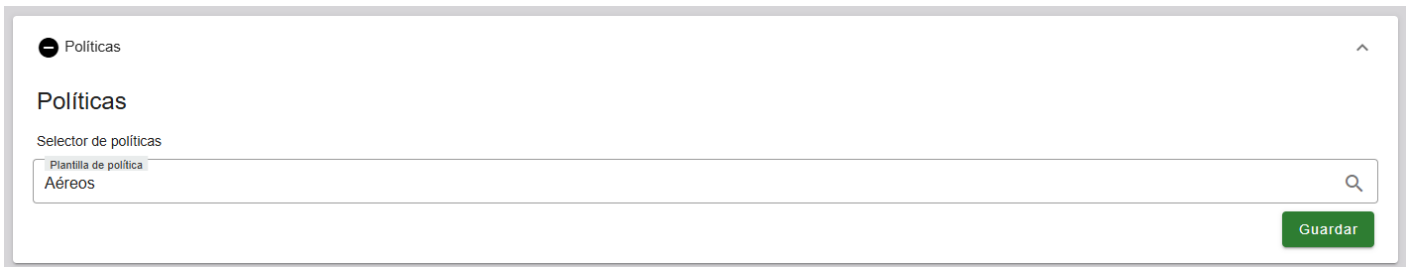 Políticas
Políticas
Selector de políticas
Plantilla de política
Aéreos
Guardar